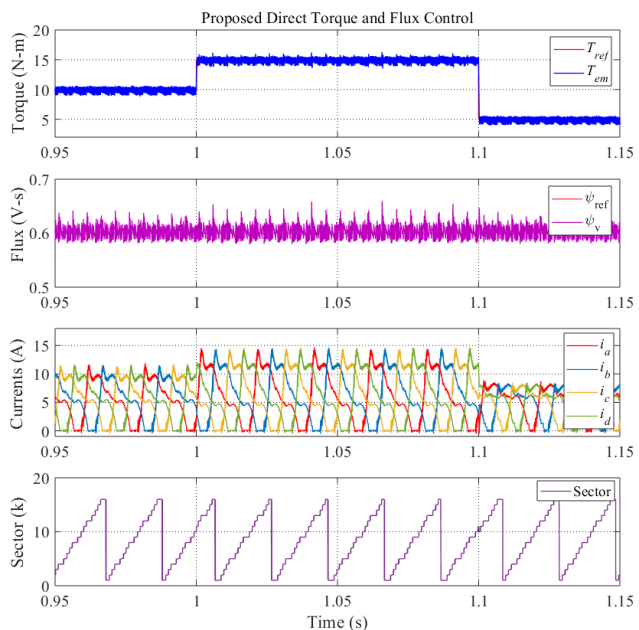 Proposed Direct Torque and Flux Control
Torque (N-m)
20
15
10
5
T_ref
T_em
0.95 1 1.05 1.1 1.15
Flux (V-s)
0.7
0.6
0.5
ψ_ref
ψ_v
0.95 1 1.05 1.1 1.15
Currents (A)
15
10
5
0
i_a
i_b
i_c
i_d
0.95 1 1.05 1.1 1.15
Sector (k)
20
10
0
Sector
0.95 1 1.05 1.1 1.15
Time (s)